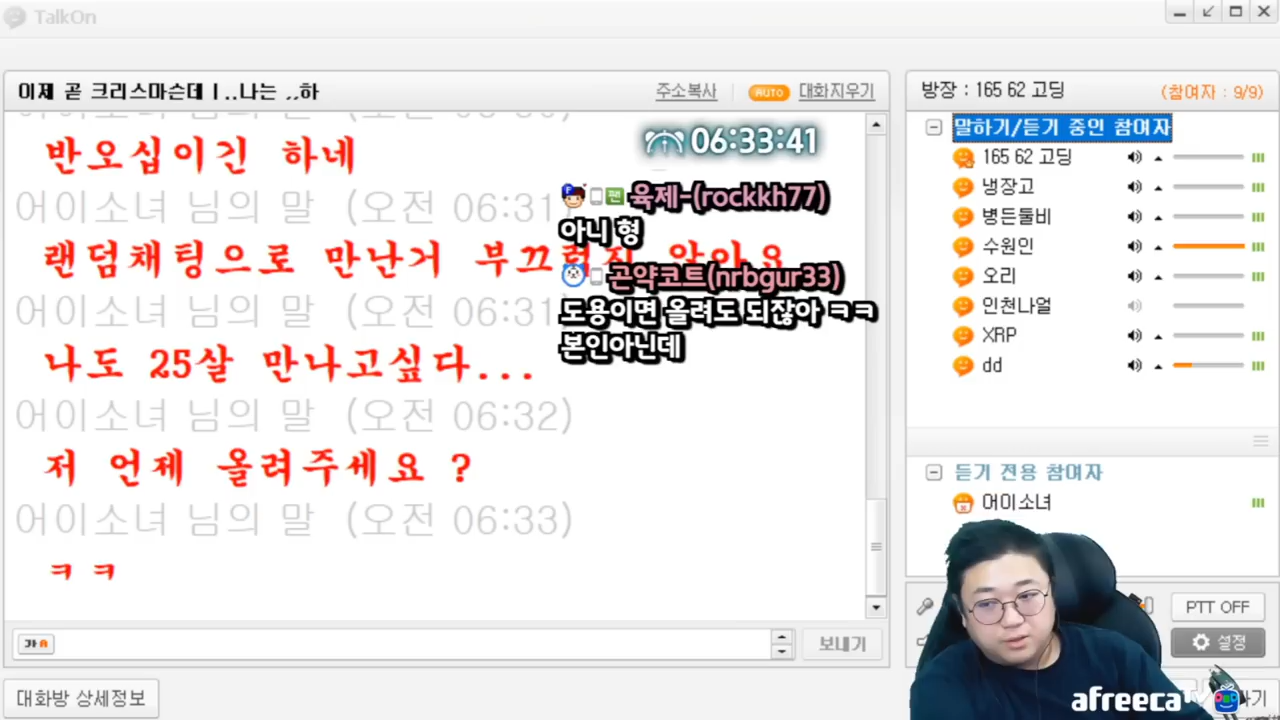 TalkOn
이제 곧 크리스마슨데 ㅣ..나는 ,,하
주소복사
AUTO
대화지우기
반오십이긴 하네
어이소녀 님의 말 (오전 06:31
랜덤채팅으로 만난거 부끄럽지 않아요
어이소녀 님의 말 (오전 06:31
나도 25살 만나고싶다...
어이소녀 님의 말 (오전 06:32)
저 언제 올려주세요 ?
어이소녀 님의 말 (오전 06:33)
ㅋ ㅋ
06:33:41
팬 육제-(rockkh77)
아니 형
곤약코트(nrbgur33)
도용이면 올려도 되잖아 ㅋㅋ
본인아닌데
가A
보내기
대화방 상세정보
방장 : 165 62 고딩
(참여자 : 9/9)
말하기/듣기 중인 참여자
165 62 고딩
냉장고
병든둘비
수원인
오리
인천나얼
XRP
dd
듣기 전용 참여자
어이소녀
PTT OFF
설정
afreecaTV